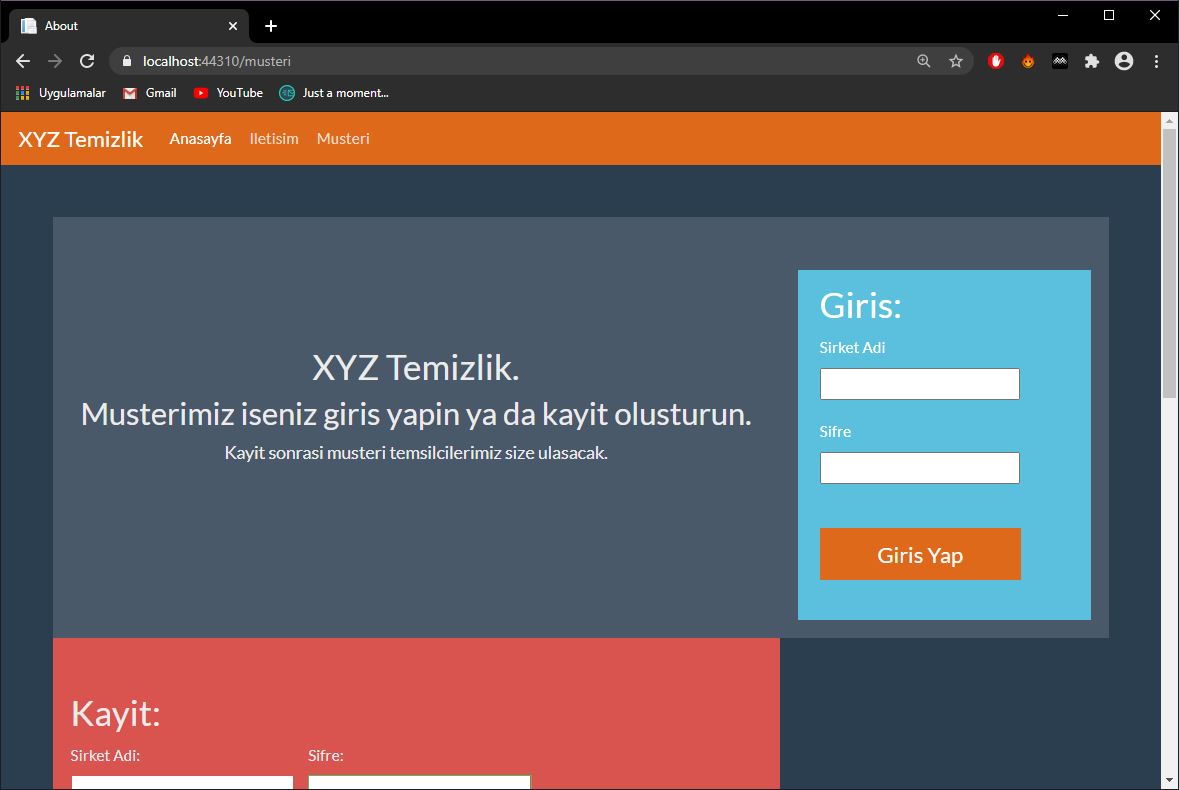 About
localhost:44310/musteri
Uygulamalar Gmail YouTube Just a moment...
XYZ Temizlik Anasayfa Iletisim Musteri
XYZ Temizlik.
Musterimiz iseniz giris yapin ya da kayit olusturun.
Kayit sonrasi musteri temsilcilerimiz size ulasacak.
Giris:
Sirket Adi
Sifre
Giris Yap
Kayit:
Sirket Adi: Sifre: